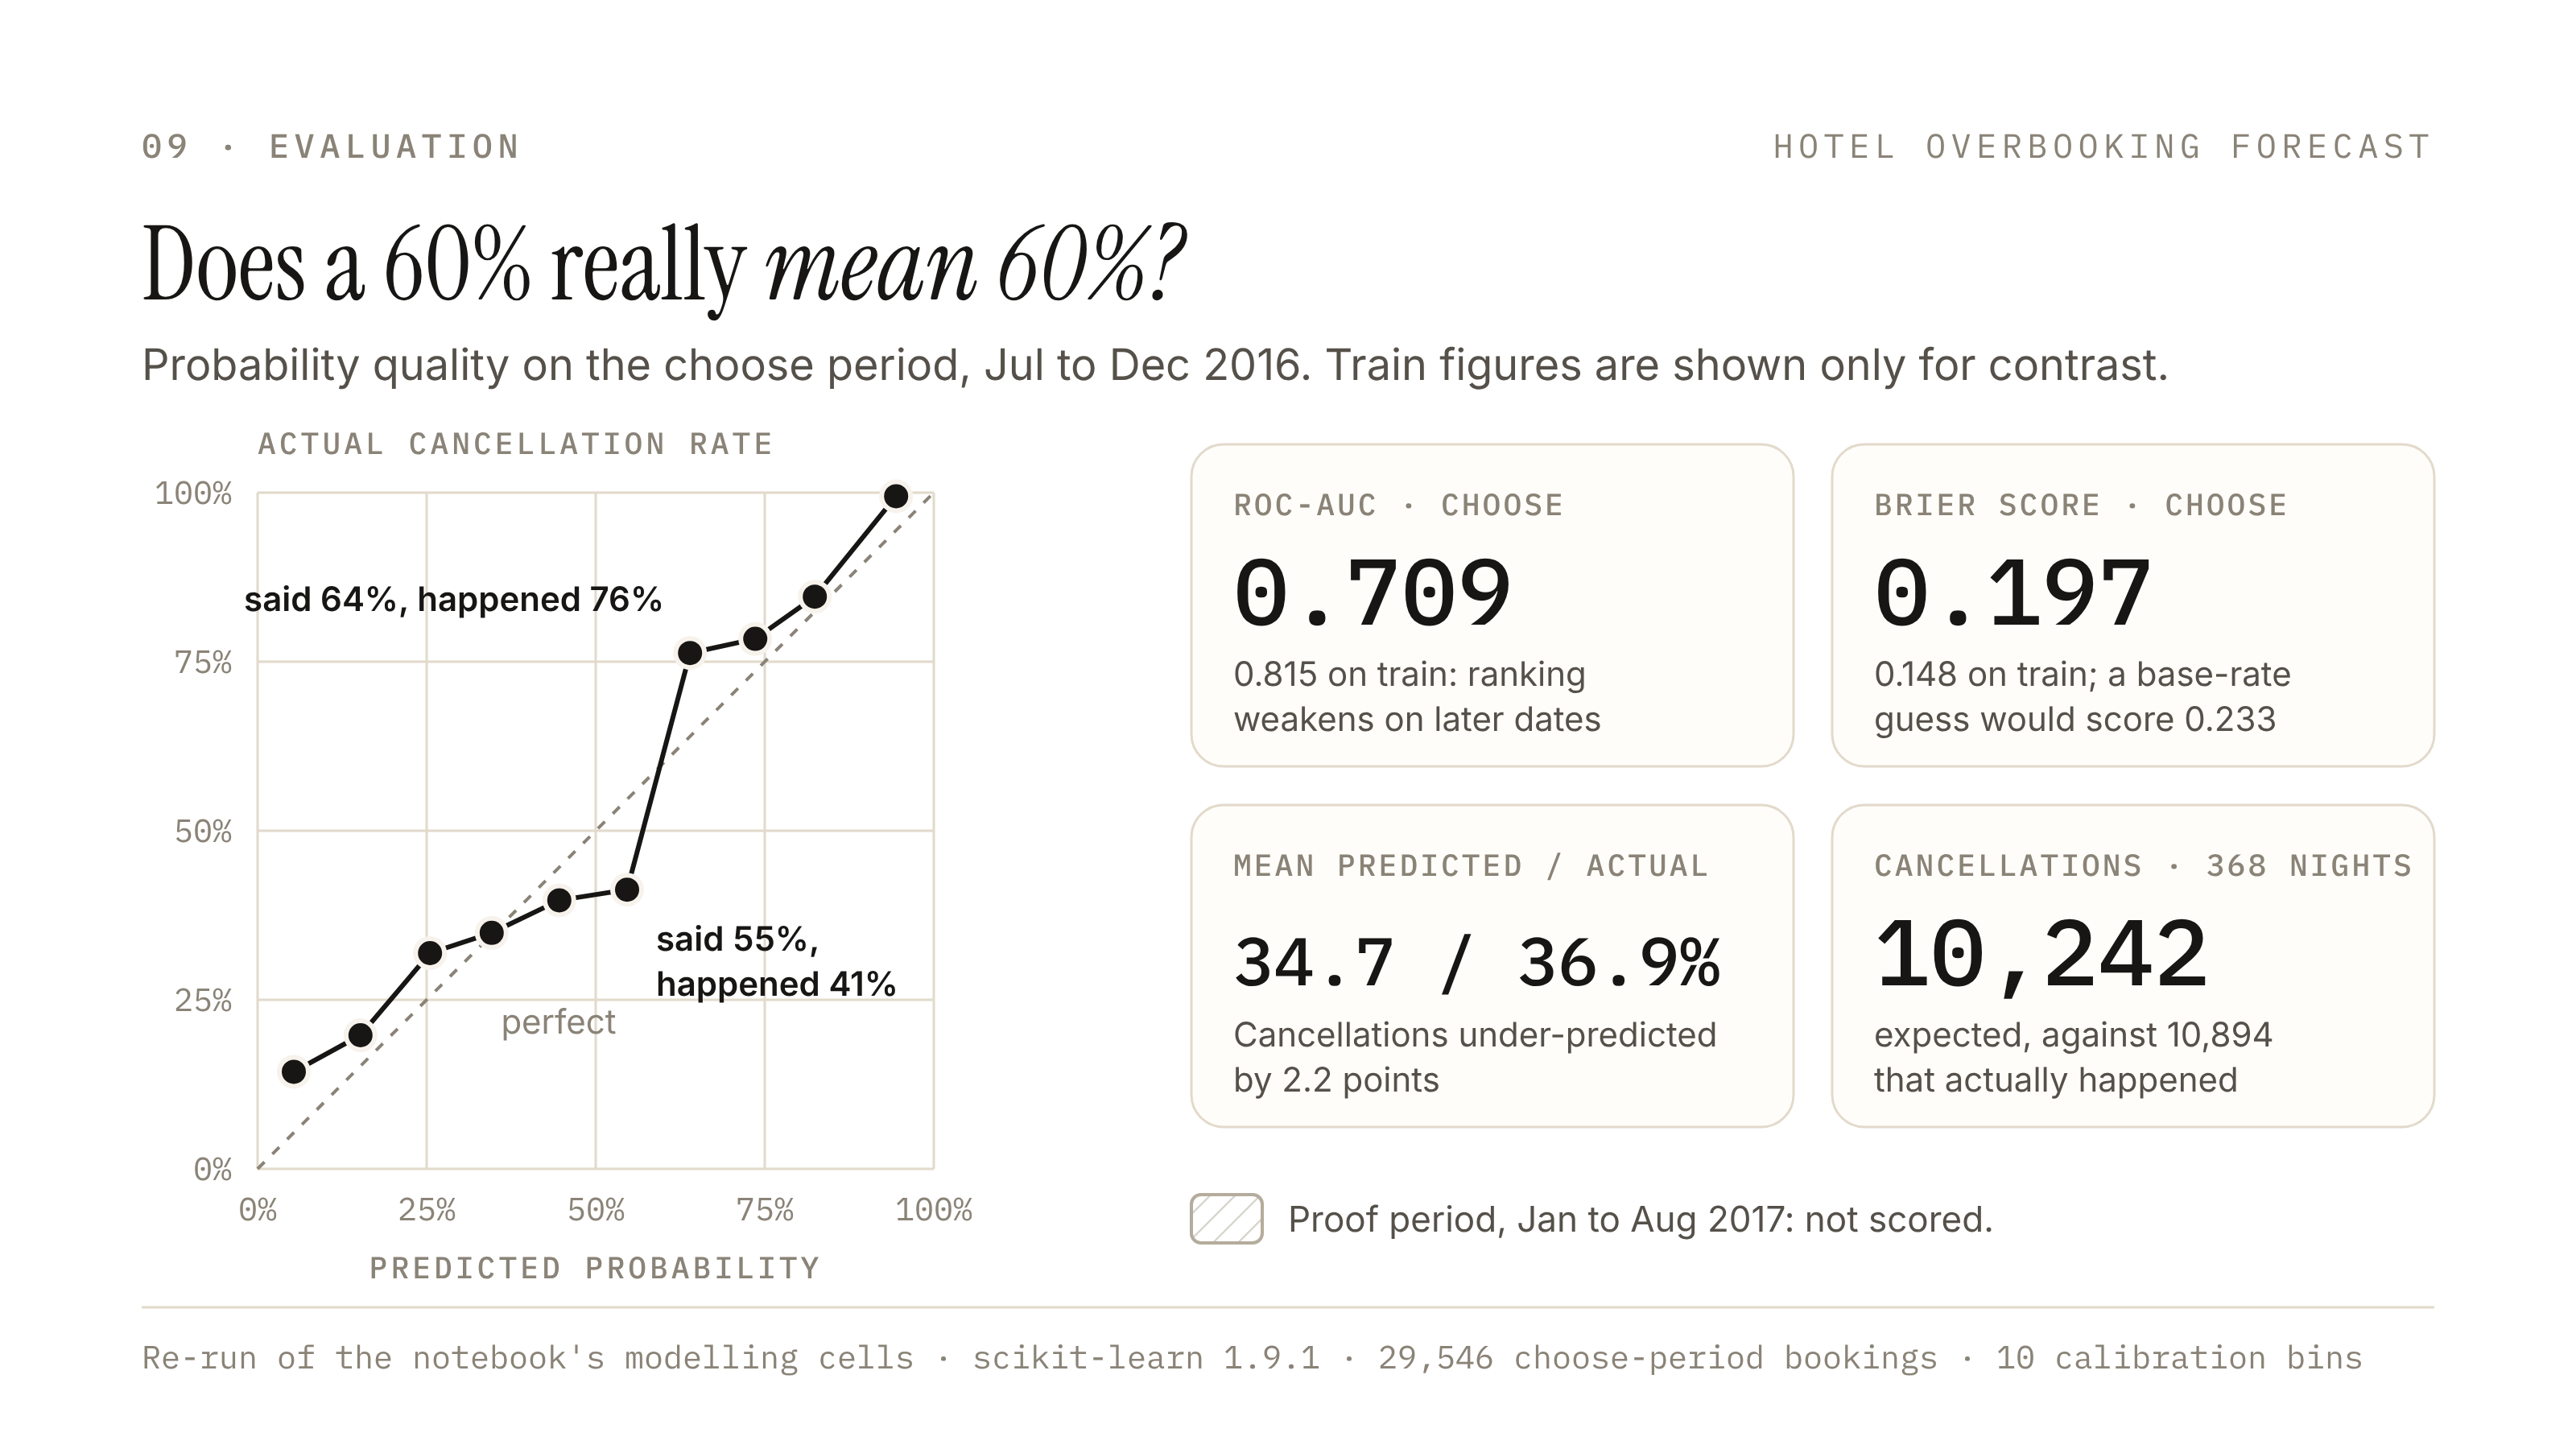 09 · EVALUATION
HOTEL OVERBOOKING FORECAST
Does a 60% really mean 60%?
Probability quality on the choose period, Jul to Dec 2016. Train figures are shown only for contrast.
ACTUAL CANCELLATION RATE
100%
75%
50%
25%
0%
said 64%, happened 76%
said 55%,
happened 41%
perfect
0%
25%
50%
75%
100%
PREDICTED PROBABILITY
ROC-AUC · CHOOSE
0.709
0.815 on train: ranking
weakens on later dates
BRIER SCORE · CHOOSE
0.197
0.148 on train; a base-rate
guess would score 0.233
MEAN PREDICTED / ACTUAL
34.7 / 36.9%
Cancellations under-predicted
by 2.2 points
CANCELLATIONS · 368 NIGHTS
10,242
expected, against 10,894
that actually happened
Proof period, Jan to Aug 2017: not scored.
Re-run of the notebook's modelling cells · scikit-learn 1.9.1 · 29,546 choose-period bookings · 10 calibration bins